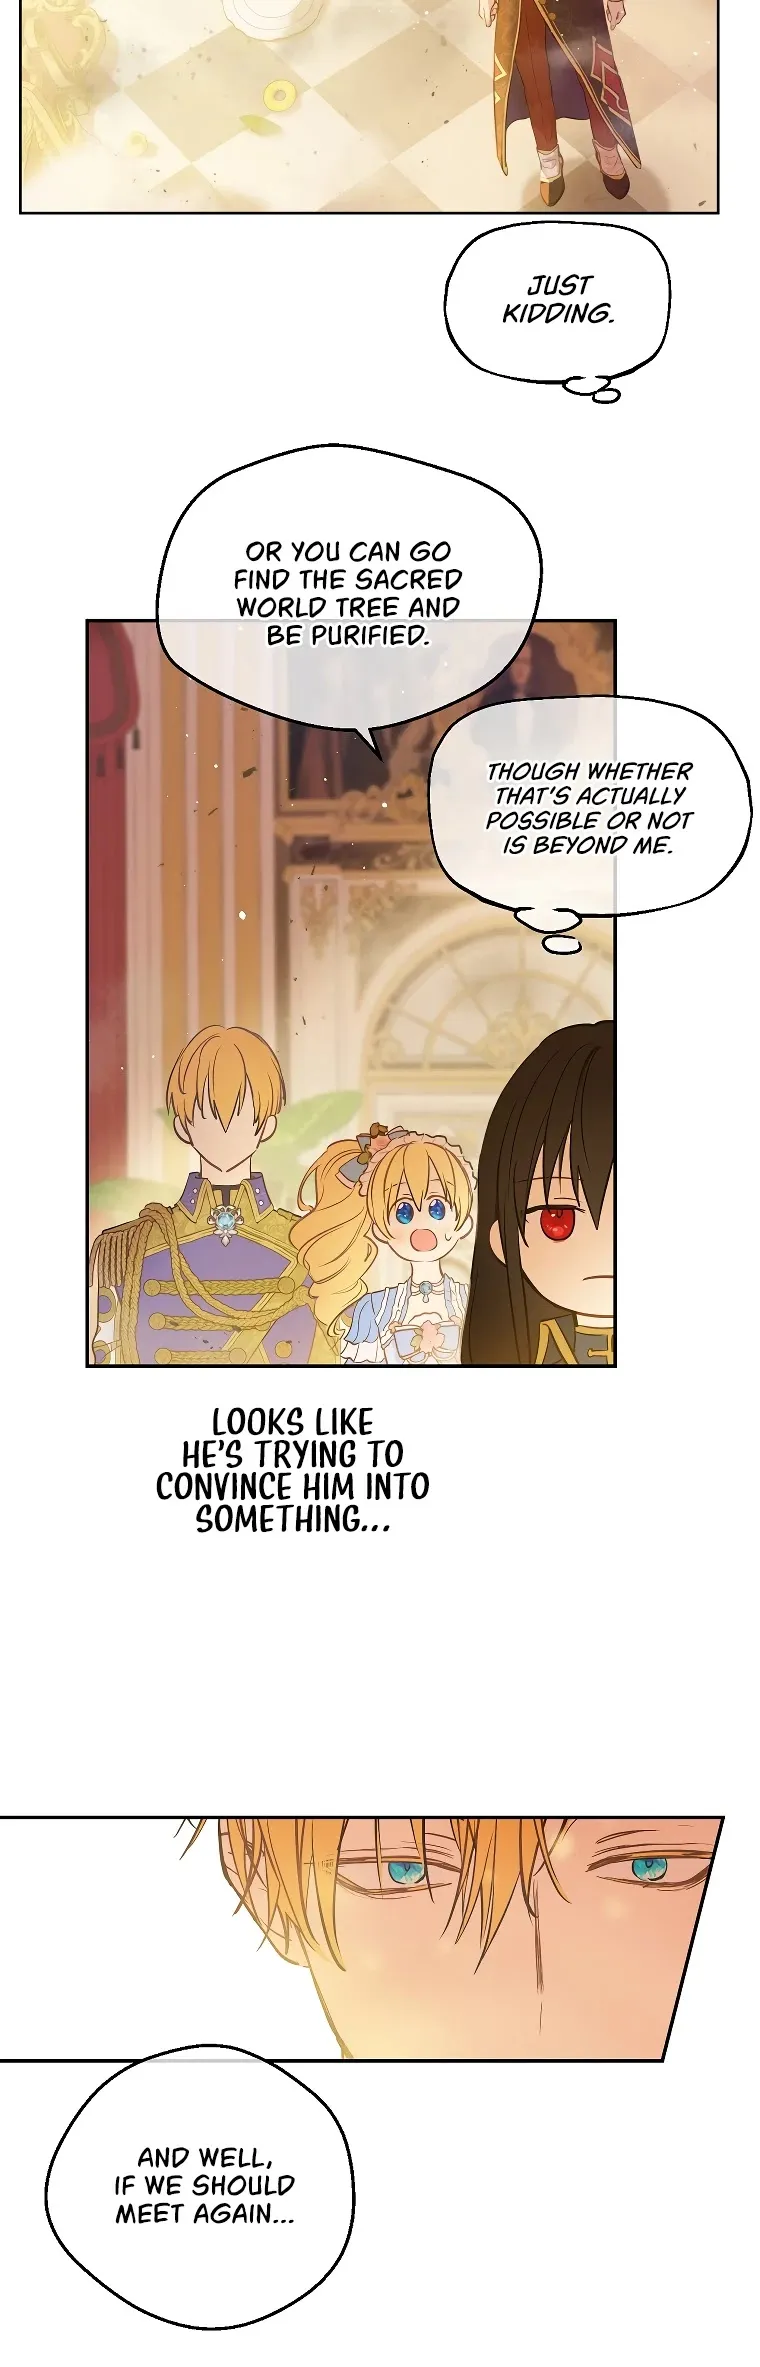 JUST
KIDDING.
OR YOU CAN GO
FIND THE SACRED
WORLD TREE AND
BE PURIFIED.
THOUGH WHETHER
THAT'S ACTUALLY
POSSIBLE OR NOT
IS BEYOND ME.
LOOKS LIKE
HE'S TRYING TO
CONVINCE HIM INTO
SOMETHING...
AND WELL,
IF WE SHOULD
MEET AGAIN...